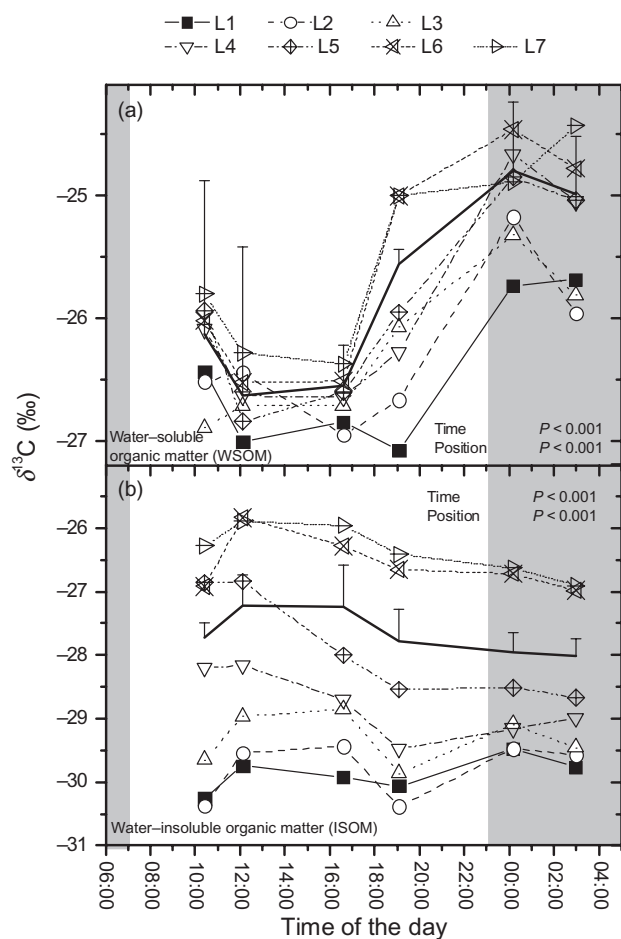 L1 L2 L3
L4 L5 L6 L7
(a)
–25
–26
–27
Water–soluble
organic matter (WSOM)
Time P < 0.001
Position P < 0.001
δ¹³C (‰)
(b)
Time P < 0.001
Position P < 0.001
–26
–27
–28
–29
–30
–31
Water–insoluble organic matter (ISOM)
06:00 08:00 10:00 12:00 14:00 16:00 18:00 20:00 22:00 00:00 02:00 04:00
Time of the day